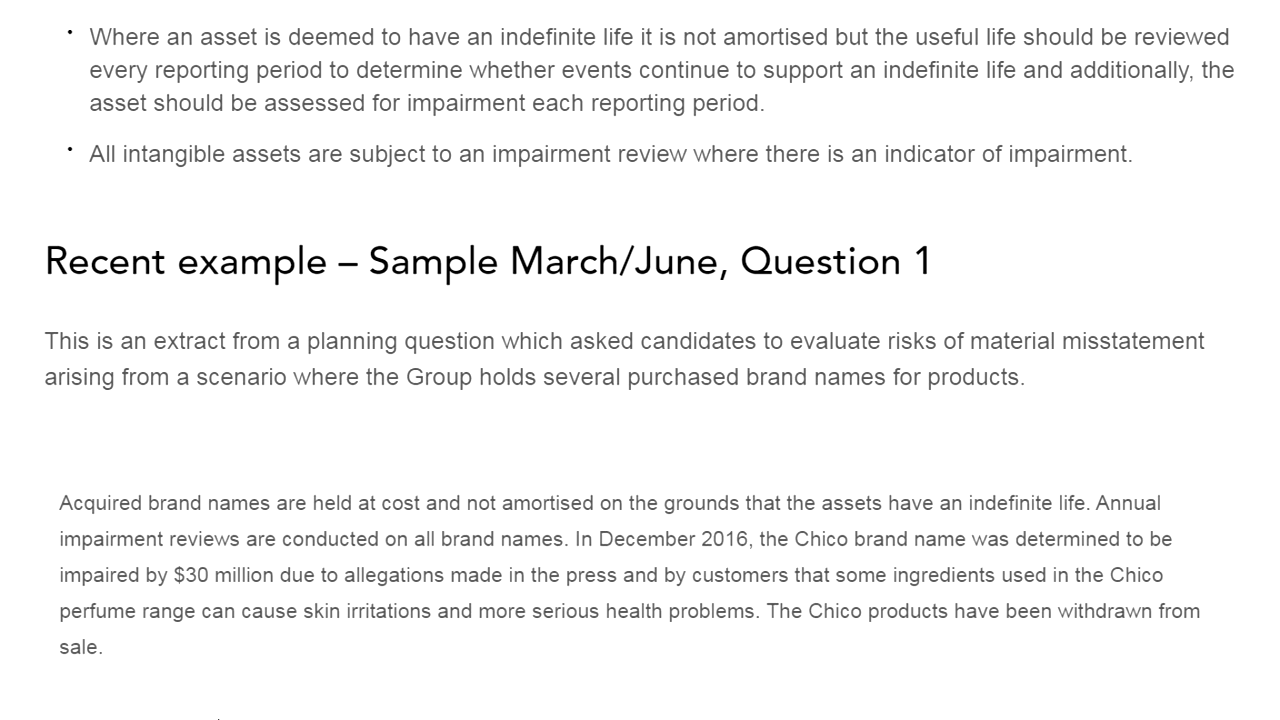 • Where an asset is deemed to have an indefinite life it is not amortised but the useful life should be reviewed
every reporting period to determine whether events continue to support an indefinite life and additionally, the
asset should be assessed for impairment each reporting period.
• All intangible assets are subject to an impairment review where there is an indicator of impairment.
Recent example – Sample March/June, Question 1
This is an extract from a planning question which asked candidates to evaluate risks of material misstatement
arising from a scenario where the Group holds several purchased brand names for products.
Acquired brand names are held at cost and not amortised on the grounds that the assets have an indefinite life. Annual
impairment reviews are conducted on all brand names. In December 2016, the Chico brand name was determined to be
impaired by $30 million due to allegations made in the press and by customers that some ingredients used in the Chico
perfume range can cause skin irritations and more serious health problems. The Chico products have been withdrawn from
sale.